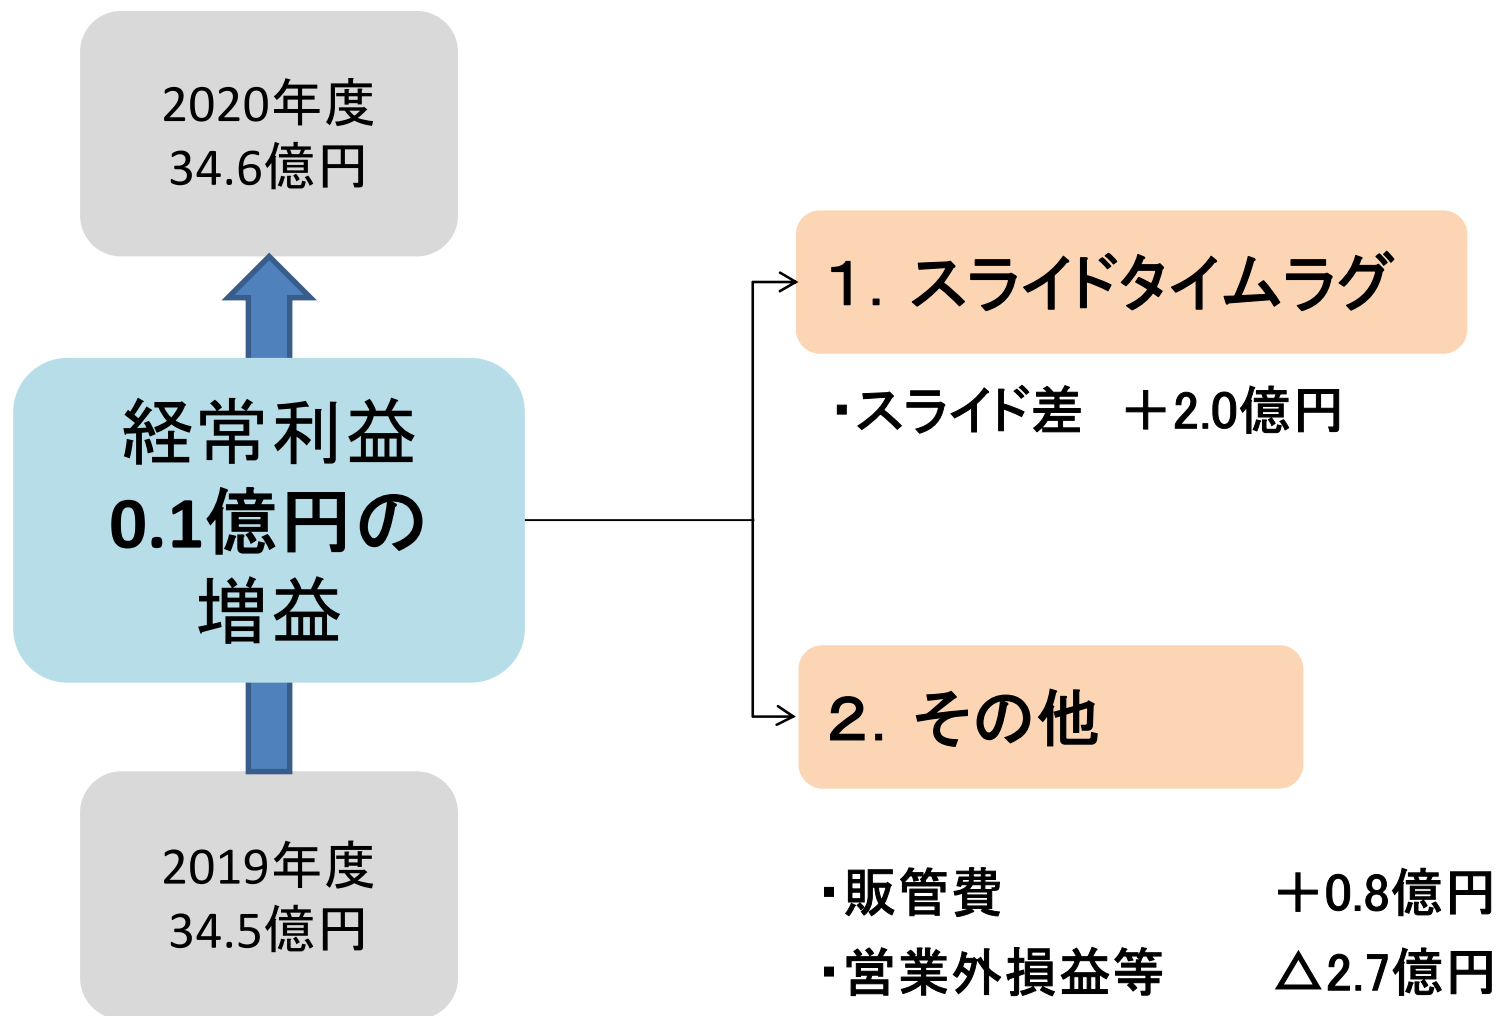 2020年度
34.6億円
経常利益
0.1億円の
増益
2019年度
34.5億円
１．スライドタイムラグ
・スライド差　＋2.0億円
２．その他
・販管費　＋0.8億円
・営業外損益等　△2.7億円